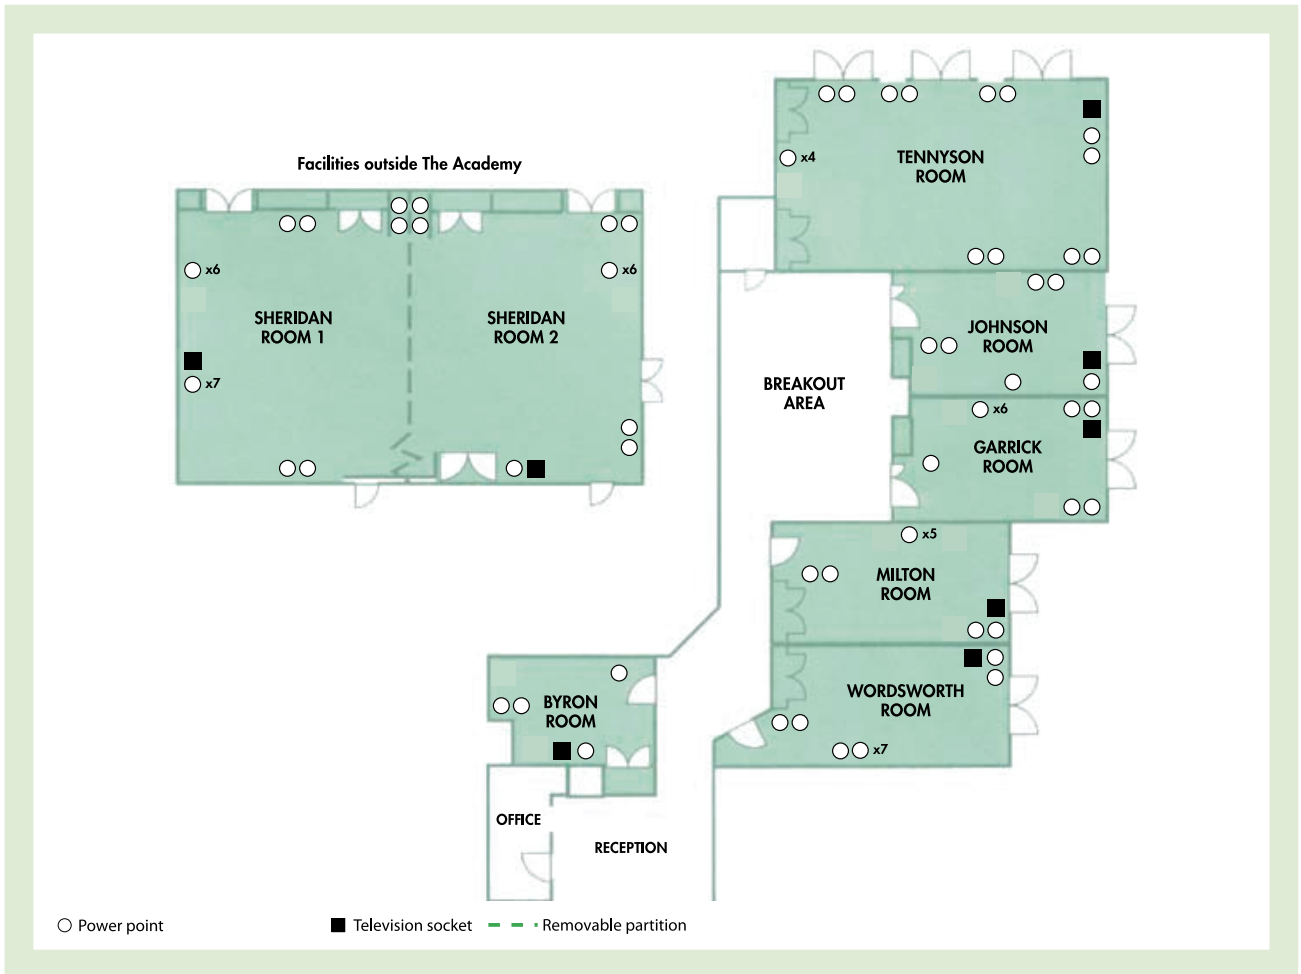 Facilities outside The Academy
TENNYSON
ROOM
x4
x6
x6
SHERIDAN
ROOM 1
SHERIDAN
ROOM 2
x7
JOHNSON
ROOM
BREAKOUT
AREA
x6
GARRICK
ROOM
x5
MILTON
ROOM
WORDSWORTH
ROOM
x7
BYRON
ROOM
OFFICE
RECEPTION
Power point
Television socket
Removable partition